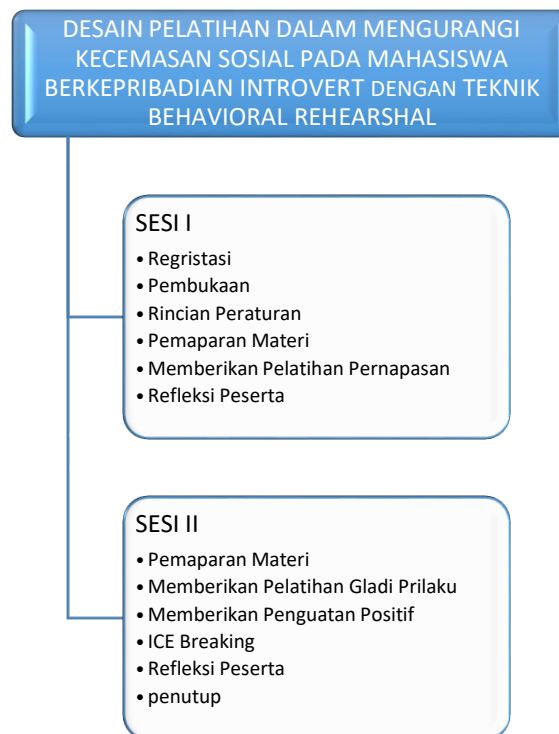 DESAIN PELATIHAN DALAM MENGURANGI
KECEMASAN SOSIAL PADA MAHASISWA
BERKEPRIBADIAN INTROVERT DENGAN TEKNIK
BEHAVIORAL REHEARSHAL
SESI I
• Regristasi
• Pembukaan
• Rincian Peraturan
• Pemaparan Materi
• Memberikan Pelatihan Pernapasan
• Refleksi Peserta
SESI II
• Pemaparan Materi
• Memberikan Pelatihan Gladi Prilaku
• Memberikan Penguatan Positif
• ICE Breaking
• Refleksi Peserta
• penutup